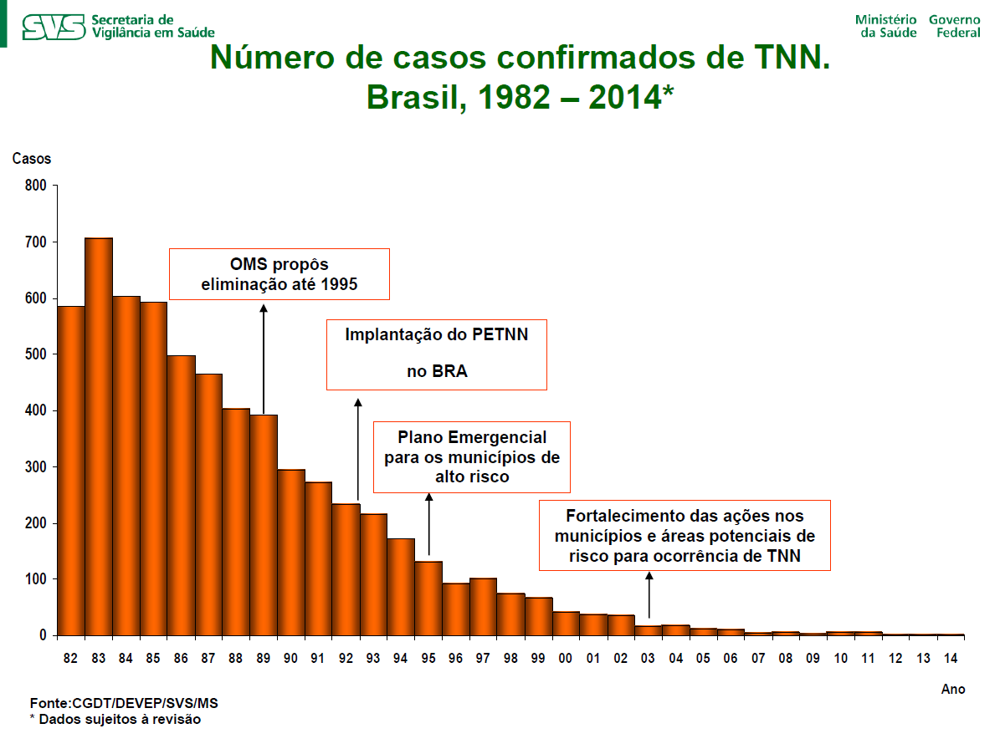 SVS Secretaria de
Vigilância em Saúde
Ministério
da Saúde
Governo
Federal
Número de casos confirmados de TNN.
Brasil, 1982 – 2014*
Casos
800
700
600
500
400
300
200
100
0
OMS propôs
eliminação até 1995
Implantação do PETNN
no BRA
Plano Emergencial
para os municípios de
alto risco
Fortalecimento das ações nos
municípios e áreas potenciais de
risco para ocorrência de TNN
82 83 84 85 86 87 88 89 90 91 92 93 94 95 96 97 98 99 00 01 02 03 04 05 06 07 08 09 10 11 12 13 14
Ano
Fonte:CGDT/DEVEP/SVS/MS
* Dados sujeitos à revisão